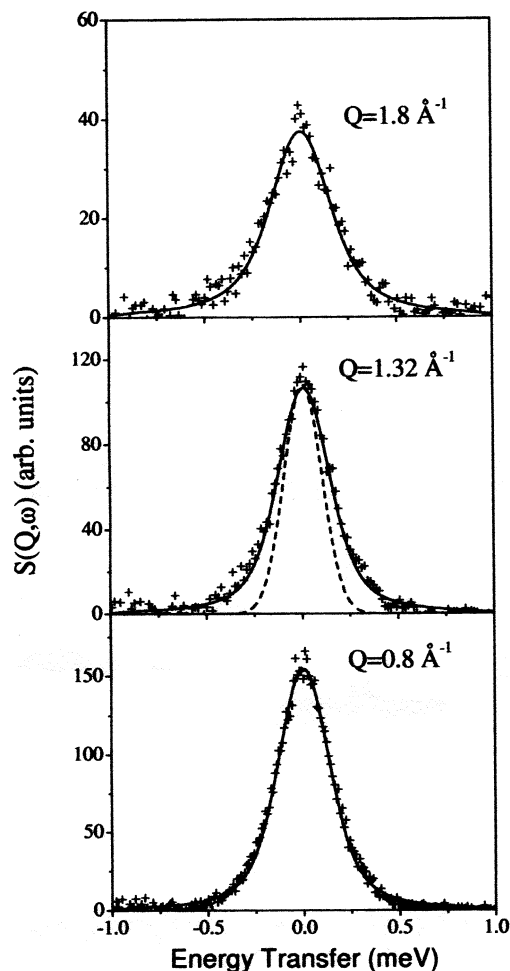 60
Q=1.8 Å⁻¹
40
20
0
120
Q=1.32 Å⁻¹
80
40
0
Q=0.8 Å⁻¹
150
100
50
0
S(Q,ω) (arb. units)
-1.0 -0.5 0.0 0.5 1.0
Energy Transfer (meV)